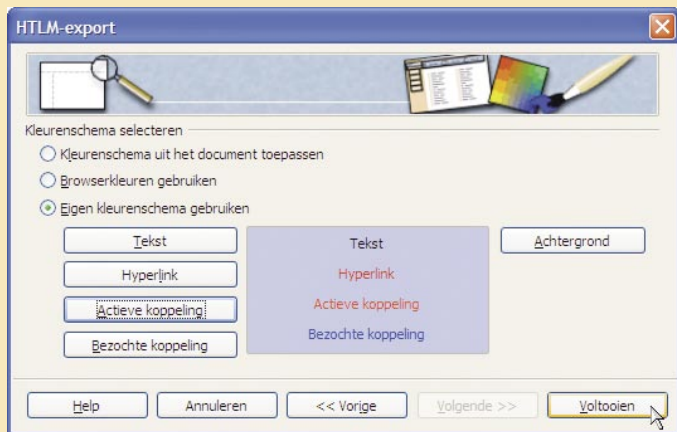 HTLM-export
Kleurenschema selecteren
Kleurenschema uit het document toepassen
Browserkleuren gebruiken
Eigen kleurenschema gebruiken
Tekst
Tekst
Achtergrond
Hyperlink
Hyperlink
Actieve koppeling
Actieve koppeling
Bezochte koppeling
Bezochte koppeling
Help
Annuleren
<< Vorige
Volgende >>
Voltooien